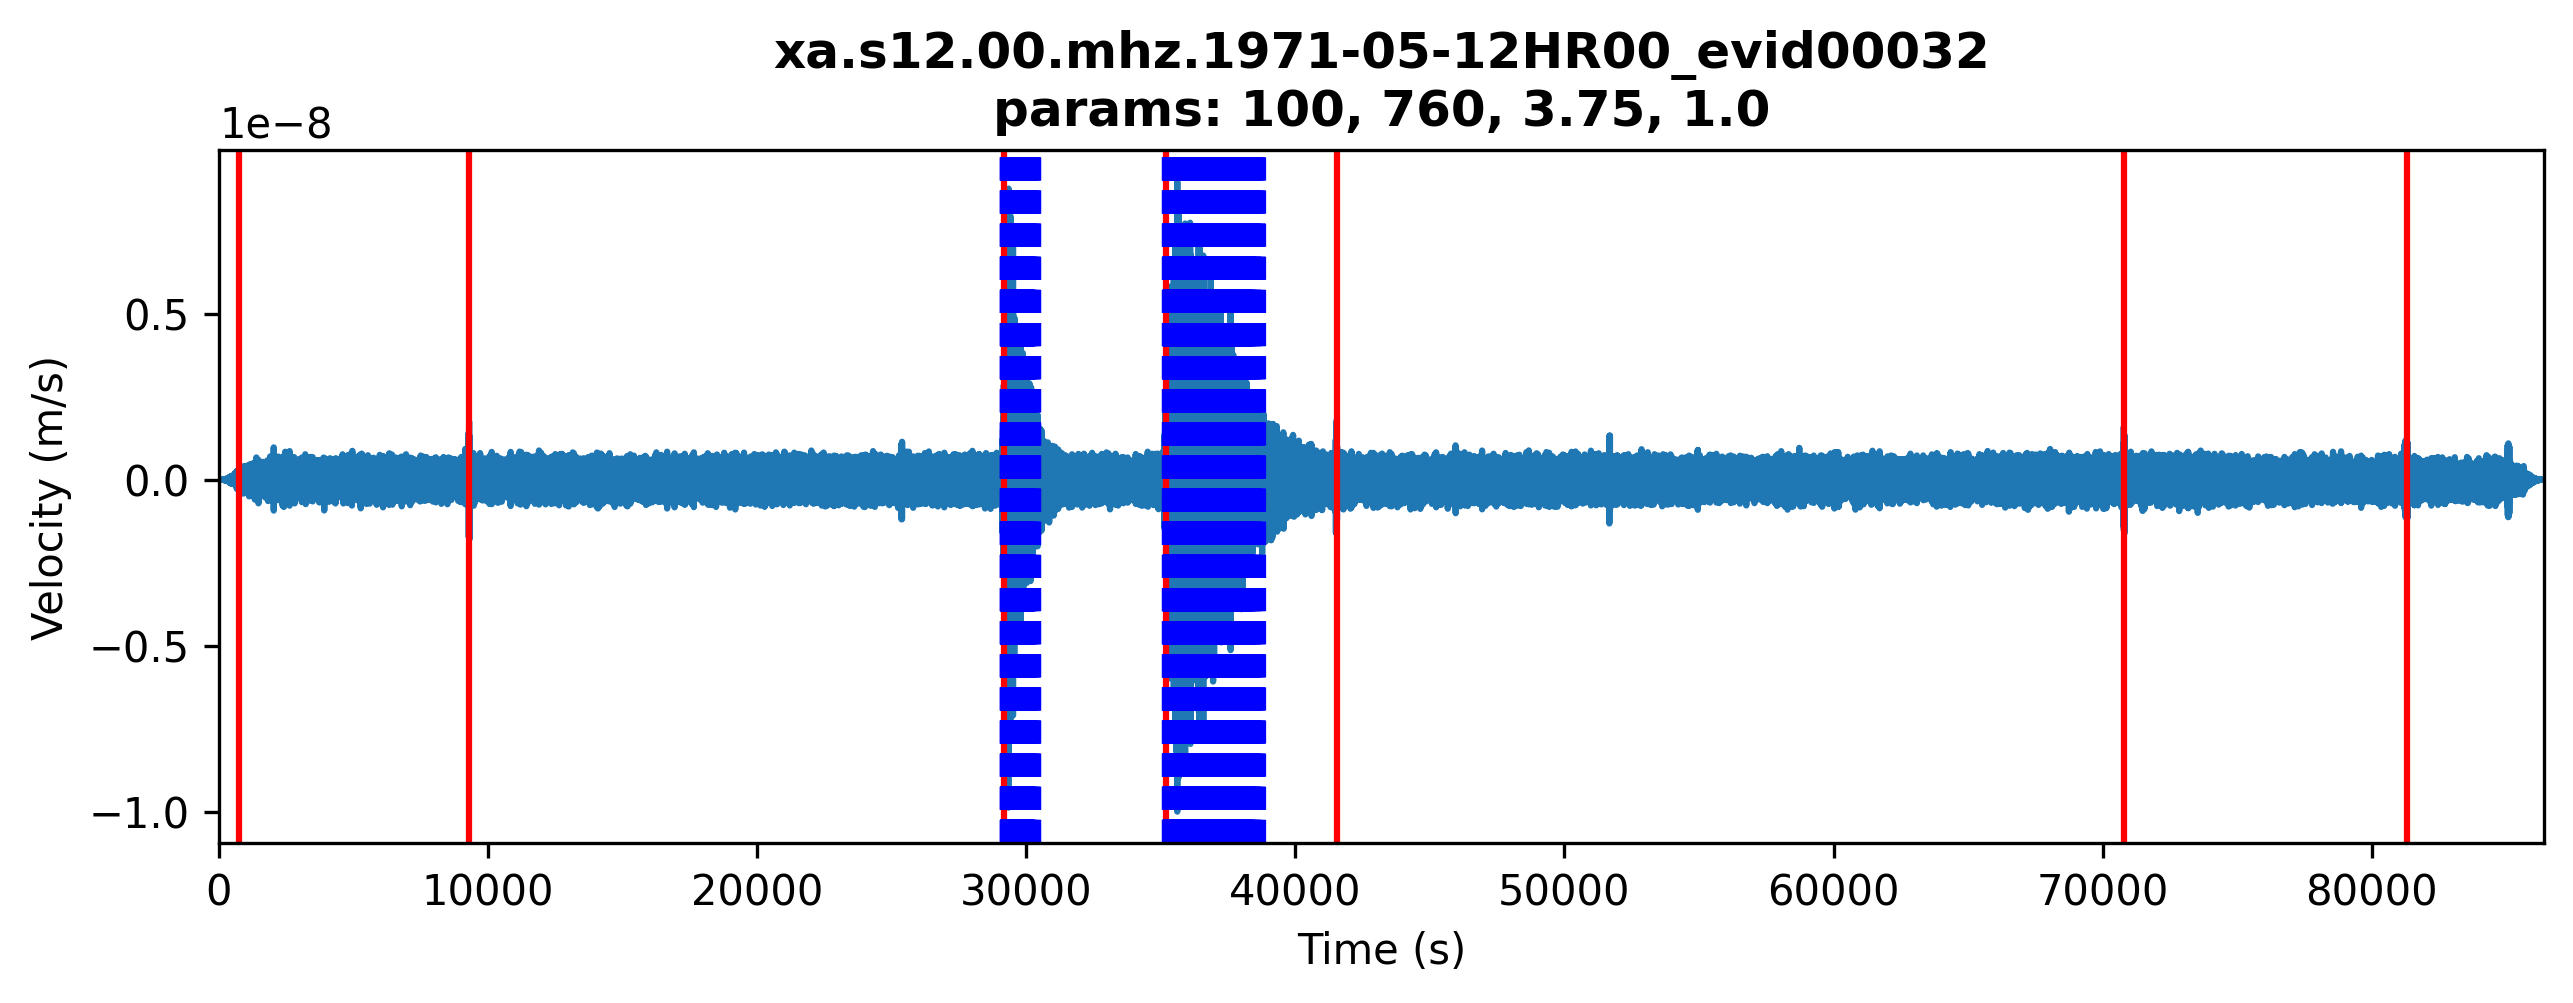 xa.s12.00.mhz.1971-05-12HR00_evid00032
params: 100, 760, 3.75, 1.0
1e−8
0.5
0.0
−0.5
−1.0
Velocity (m/s)
0 10000 20000 30000 40000 50000 60000 70000 80000
Time (s)